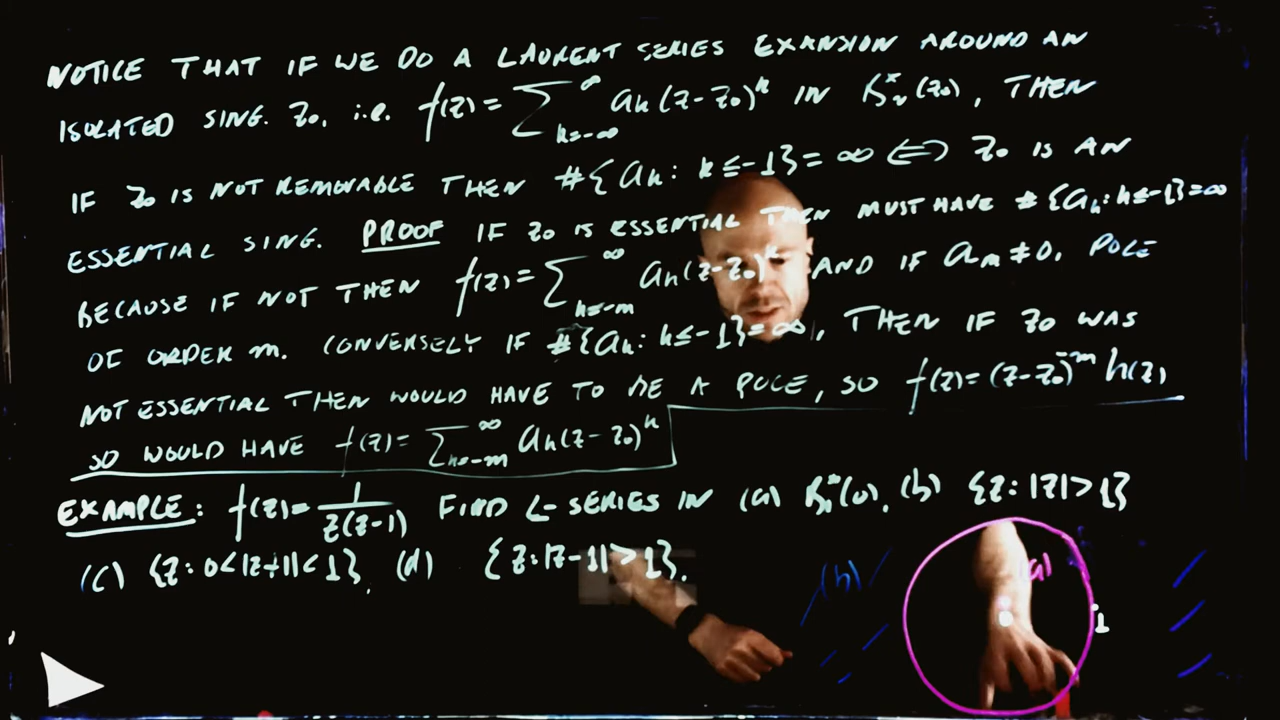 NOTICE THAT IF WE DO A LAURENT SERIES EXANSION AROUND AN
ISOLATED SING. z₀, i.e. f(z) = ∑_{k=-∞}^{∞} a_k (z-z₀)^k IN B_r^*(z₀), THEN
IF z₀ IS NOT REMOVABLE THEN #{a_k : k ≤ -1} = ∞ ⟺ z₀ IS AN
ESSENTIAL SING. PROOF IF z₀ IS ESSENTIAL THEN MUST HAVE #{a_k : k ≤ -1} = ∞
BECAUSE IF NOT THEN f(z) = ∑_{k=-m}^{∞} a_k (z-z₀)^k AND IF a_m ≠ 0, POLE
OF ORDER m. CONVERSELY IF #{a_k : k ≤ -1} = ∞, THEN IF z₀ WAS
NOT ESSENTIAL THEN WOULD HAVE TO BE A POLE, SO f(z) = (z-z₀)^{-m} h(z)
SO WOULD HAVE f(z) = ∑_{k=-m}^{∞} a_k (z-z₀)^k
EXAMPLE: f(z) = 1/(z(z-1)) FIND L-SERIES IN (a) B_1^*(0), (b) {z : |z| > 1}
(c) {z : 0 < |z-1| < 1}, (d) {z : |z-1| > 1}.
(b) (a)
1